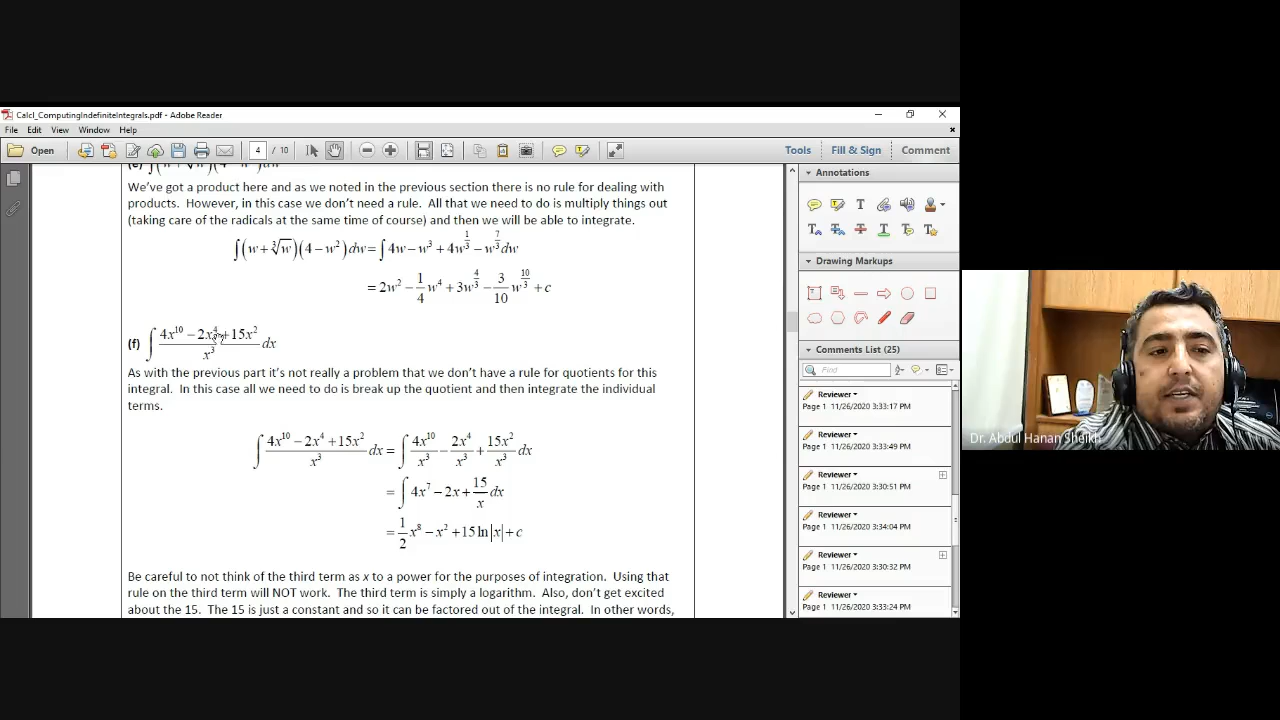 CalcI_ComputingIndefiniteIntegrals.pdf - Adobe Reader
File Edit View Window Help
Open 4 / 10 Tools Fill & Sign Comment
We've got a product here and as we noted in the previous section there is no rule for dealing with
products. However, in this case we don't need a rule. All that we need to do is multiply things out
(taking care of the radicals at the same time of course) and then we will be able to integrate.
∫(w + ∛w)(4 − w²)dw = ∫ 4w − w³ + 4w^(1/3) − w^(7/3) dw
= 2w² − 1/4 w⁴ + 3w^(4/3) − 3/10 w^(10/3) + c
(f) ∫ (4x¹⁰ − 2x⁴ + 15x²)/x³ dx
As with the previous part it's not really a problem that we don't have a rule for quotients for this
integral. In this case all we need to do is break up the quotient and then integrate the individual
terms.
∫ (4x¹⁰ − 2x⁴ + 15x²)/x³ dx = ∫ 4x¹⁰/x³ − 2x⁴/x³ + 15x²/x³ dx
= ∫ 4x⁷ − 2x + 15/x dx
= 1/2 x⁸ − x² + 15 ln|x| + c
Be careful to not think of the third term as x to a power for the purposes of integration. Using that
rule on the third term will NOT work. The third term is simply a logarithm. Also, don't get excited
about the 15. The 15 is just a constant and so it can be factored out of the integral. In other words,
Annotations
Drawing Markups
Comments List (25)
Find
Reviewer
Page 1 11/26/2020 3:33:17 PM
Reviewer
Page 1 11/26/2020 3:33:49 PM
Reviewer
Page 1 11/26/2020 3:30:51 PM
Reviewer
Page 1 11/26/2020 3:34:04 PM
Reviewer
Page 1 11/26/2020 3:30:32 PM
Reviewer
Page 1 11/26/2020 3:33:24 PM
Dr. Abdul Hanan Sheikh